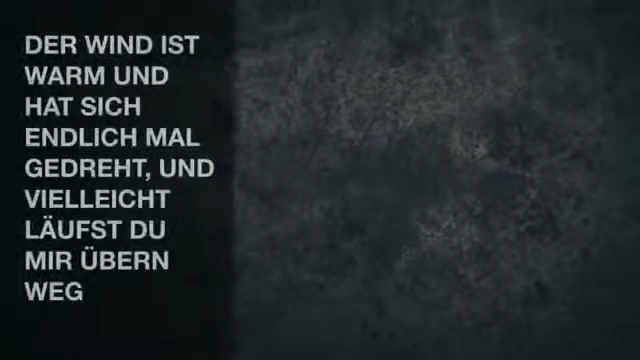 DER WIND IST
WARM UND
HAT SICH
ENDLICH MAL
GEDREHT, UND
VIELLEICHT
LÄUFST DU
MIR ÜBERN
WEG